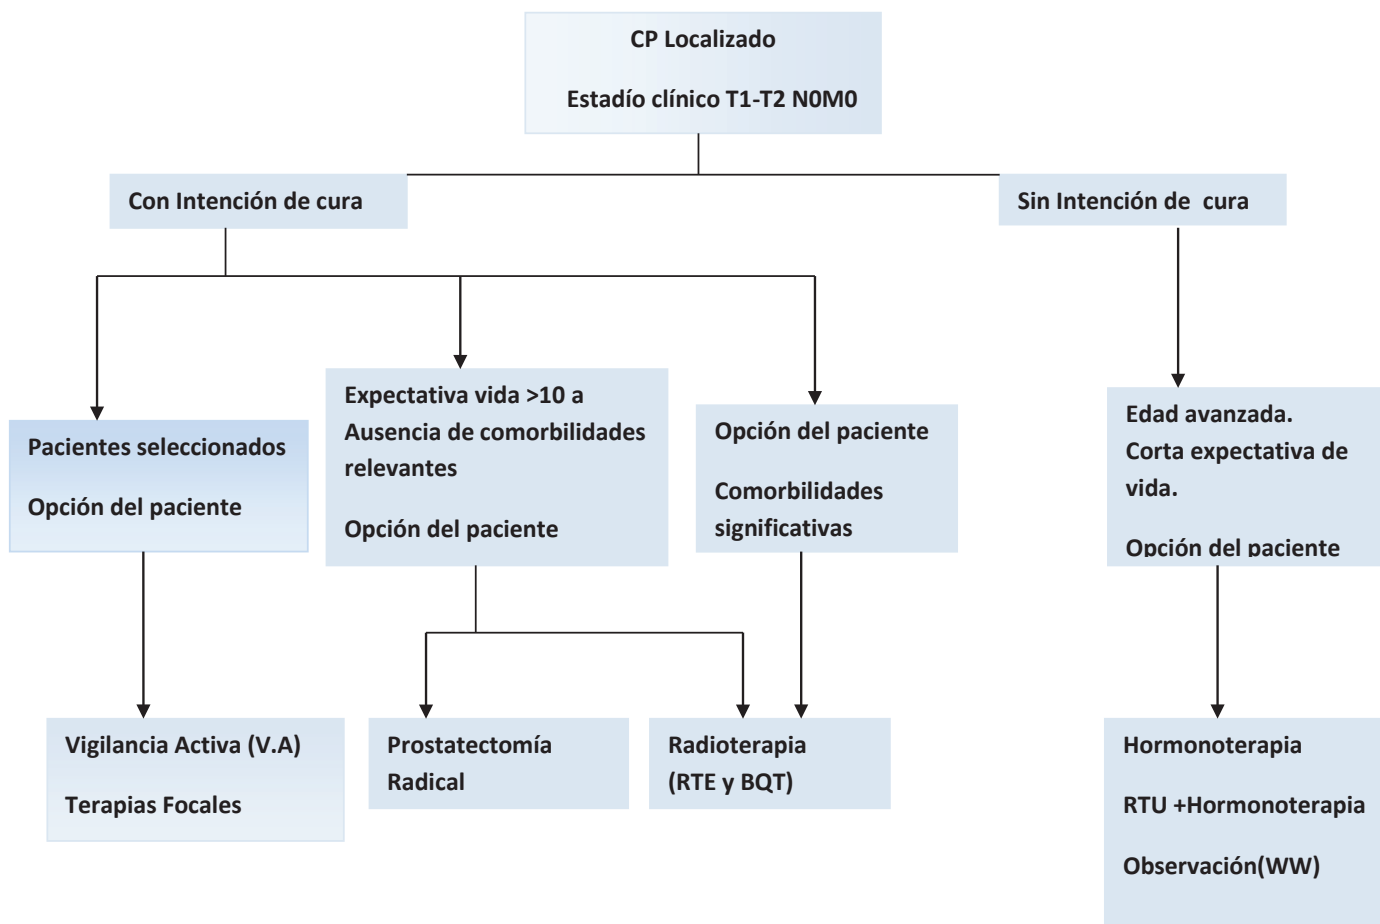 CP Localizado
Estadío clínico T1-T2 N0M0
Con Intención de cura
Sin Intención de cura
Pacientes seleccionados
Opción del paciente
Expectativa vida >10 a
Ausencia de comorbilidades
relevantes
Opción del paciente
Opción del paciente
Comorbilidades
significativas
Edad avanzada.
Corta expectativa de
vida.
Opción del paciente
Vigilancia Activa (V.A)
Terapias Focales
Prostatectomía
Radical
Radioterapia
(RTE y BQT)
Hormonoterapia
RTU +Hormonoterapia
Observación(WW)